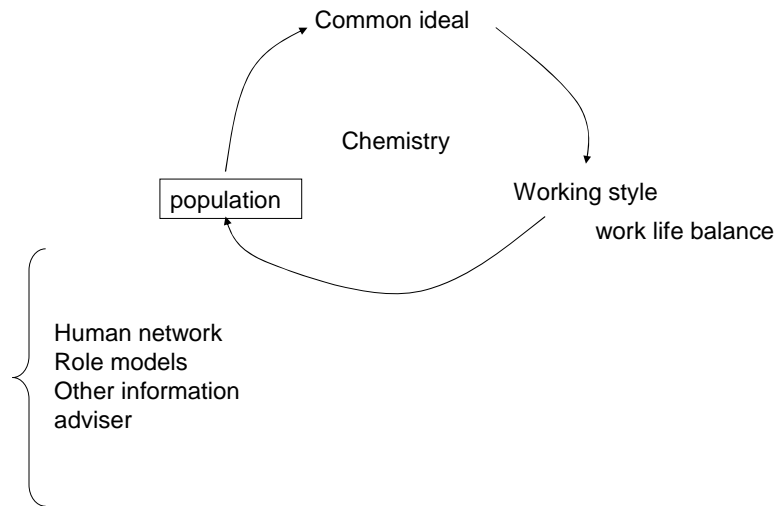 Common ideal
Chemistry
population
Working style
work life balance
Human network
Role models
Other information
adviser